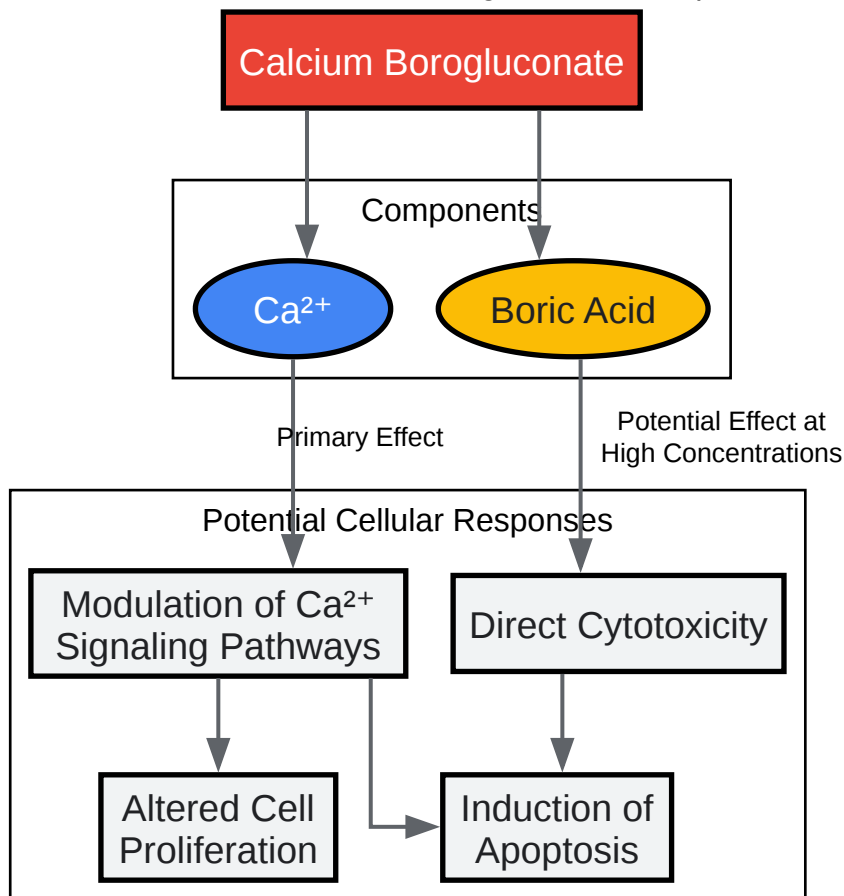 Calcium Borogluconate
Components
Ca²⁺
Boric Acid
Primary Effect
Potential Effect at
High Concentrations
Potential Cellular Responses
Modulation of Ca²⁺
Signaling Pathways
Direct Cytotoxicity
Altered Cell
Proliferation
Induction of
Apoptosis